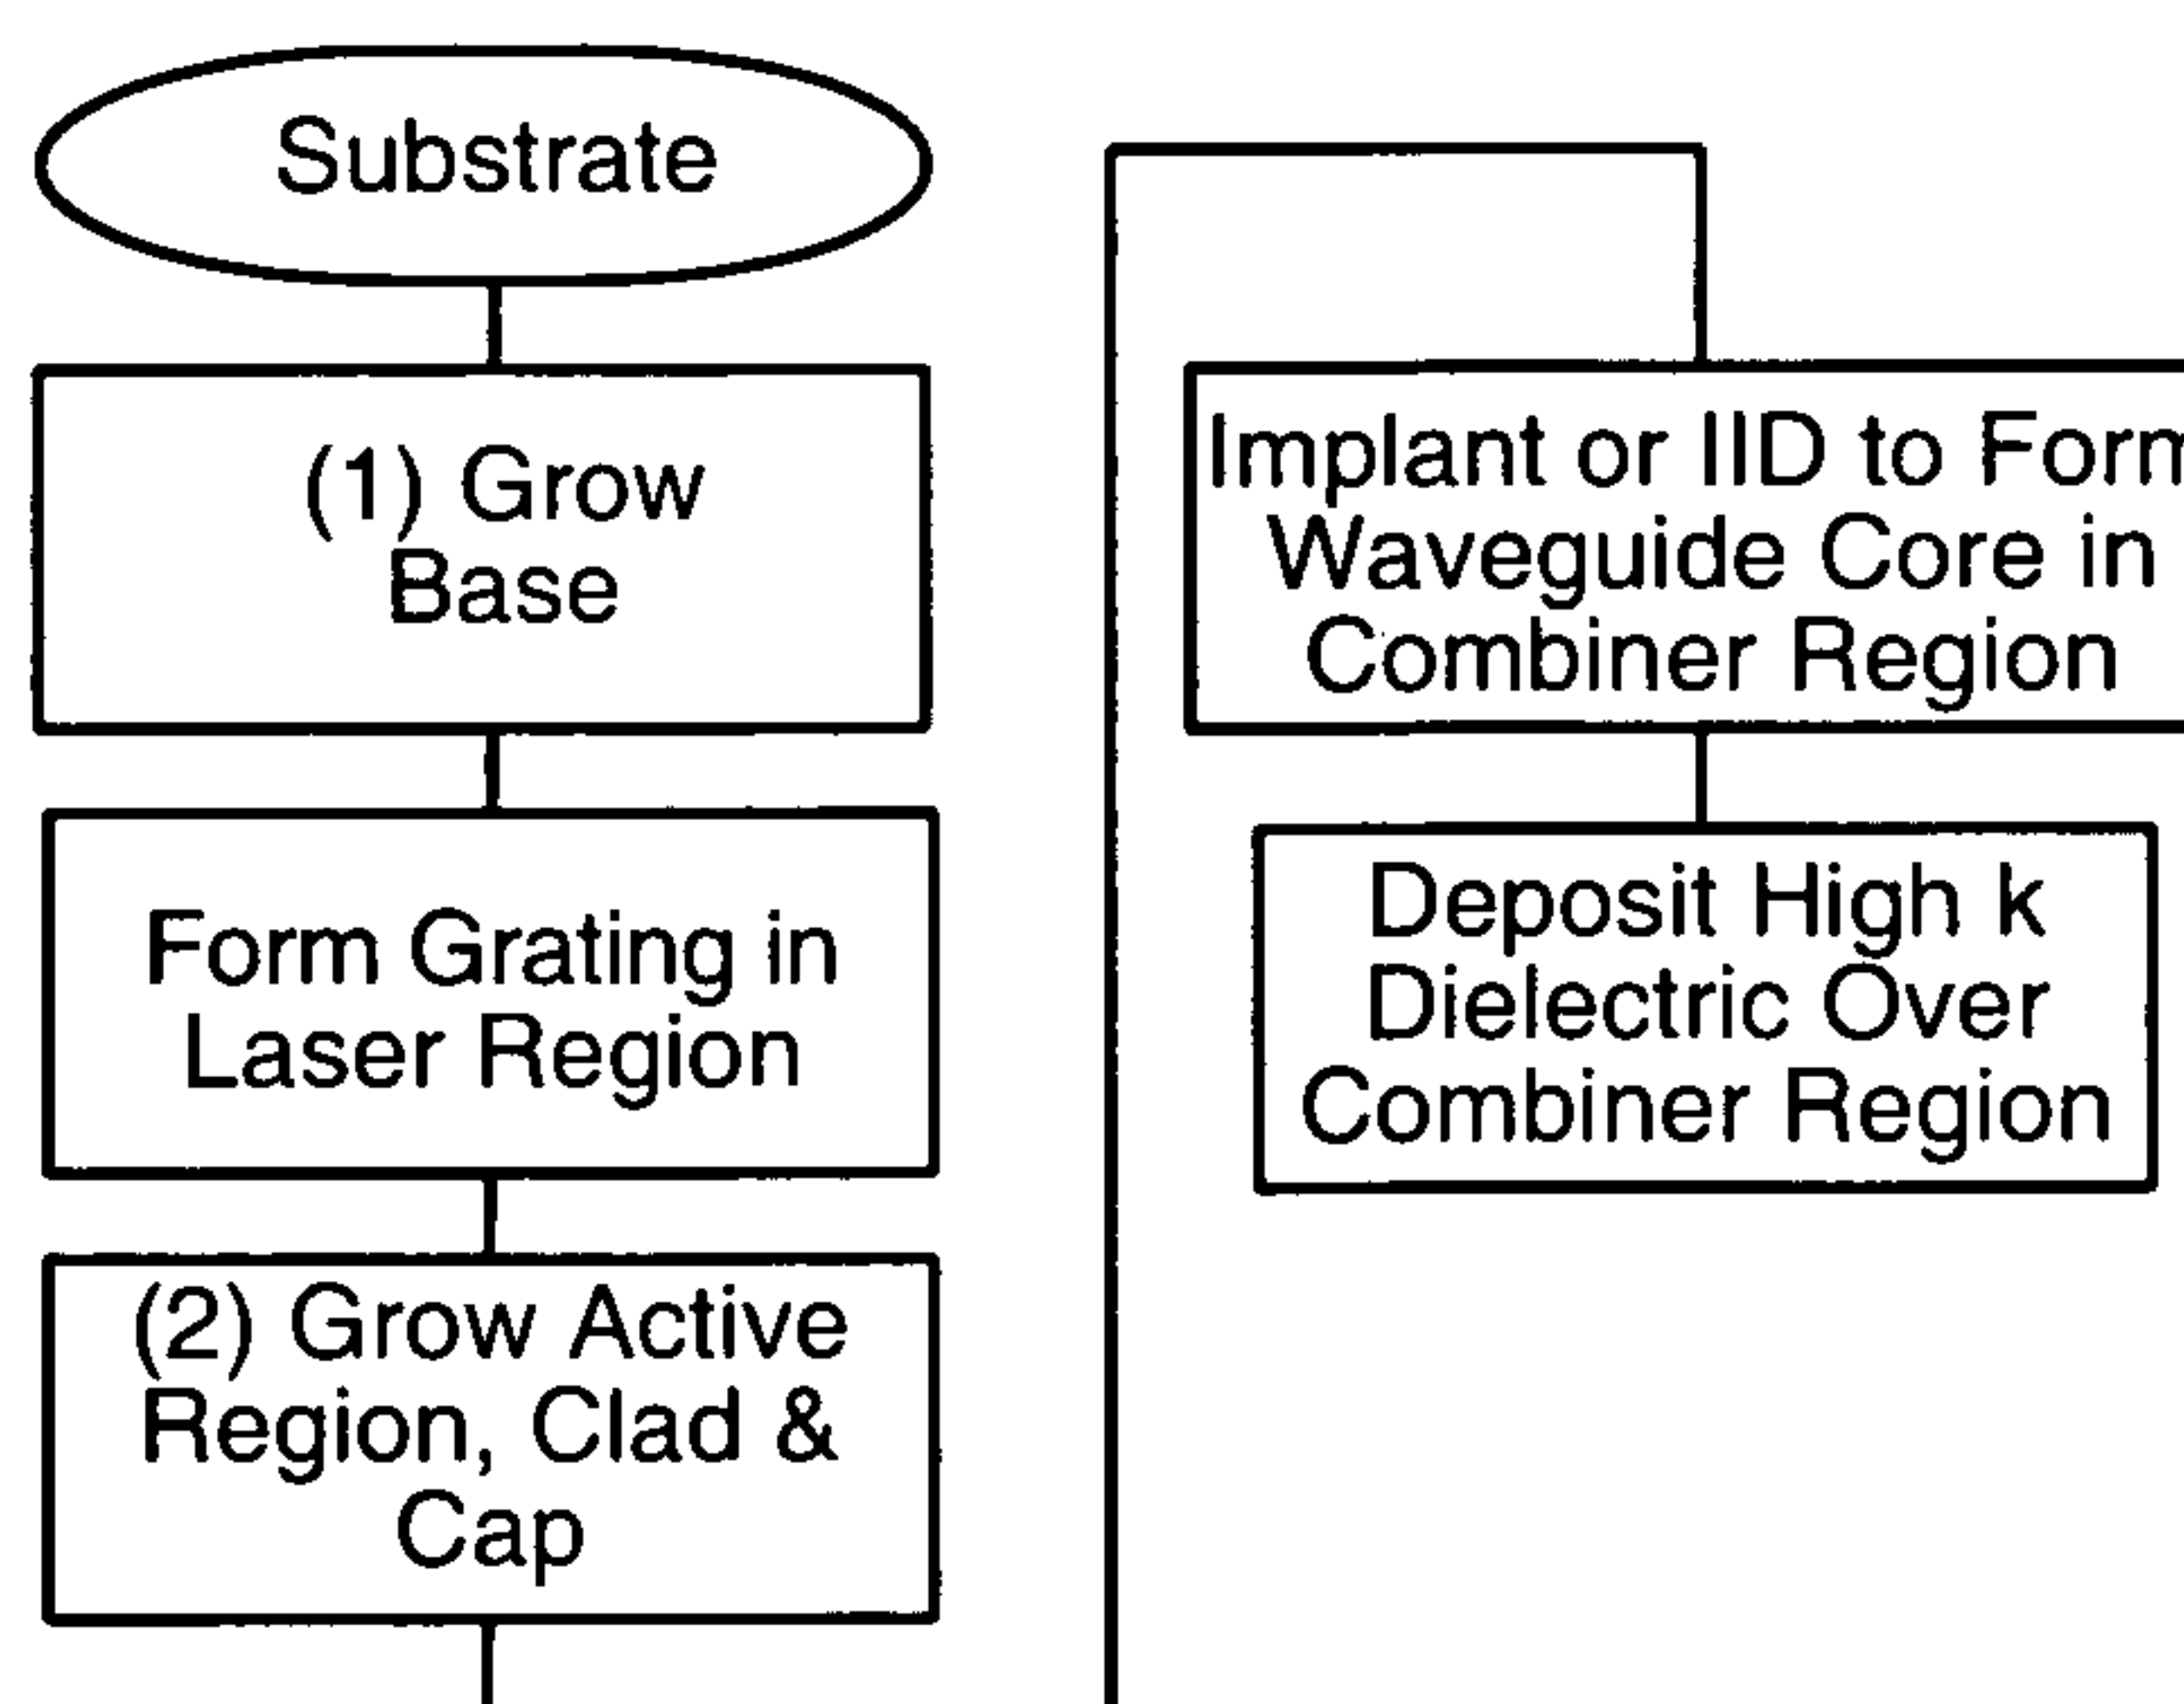 Substrate
(1) Grow
Base
Form Grating in
Laser Region
(2) Grow Active
Region, Clad &
Cap
Implant or IID to Form
Waveguide Core in
Combiner Region
Deposit High k
Dielectric Over
Combiner Region